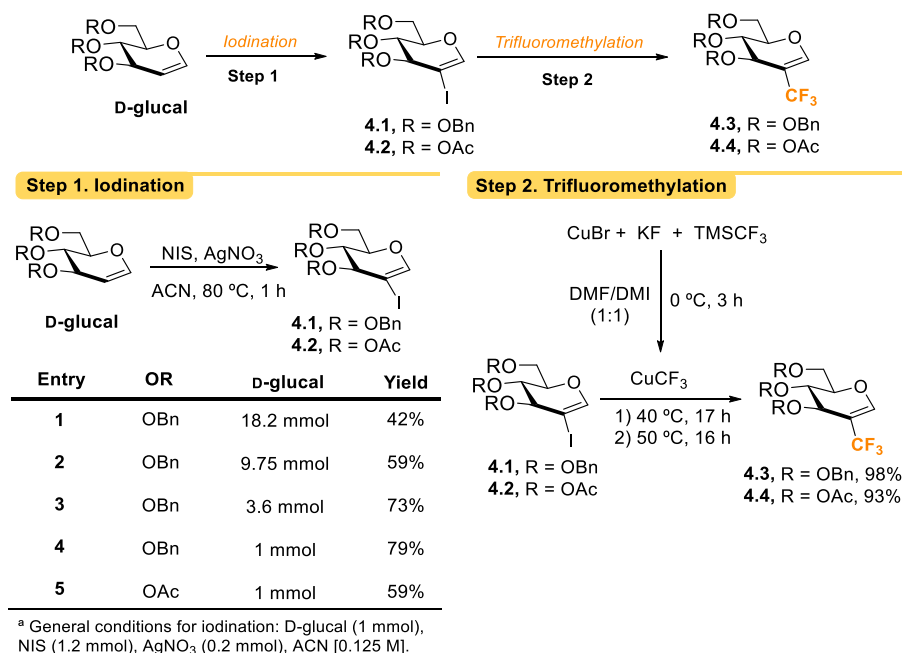 RO
RO
RO
O
D-glucal
Iodination
Step 1
RO
RO
RO
O
I
4.1, R = OBn
4.2, R = OAc
Trifluoromethylation
Step 2
RO
RO
RO
O
CF3
4.3, R = OBn
4.4, R = OAc
Step 1. Iodination
RO
RO
RO
O
D-glucal
NIS, AgNO3
ACN, 80 ºC, 1 h
RO
RO
RO
O
I
4.1, R = OBn
4.2, R = OAc
Entry OR D-glucal Yield
1 OBn 18.2 mmol 42%
2 OBn 9.75 mmol 59%
3 OBn 3.6 mmol 73%
4 OBn 1 mmol 79%
5 OAc 1 mmol 59%
a General conditions for iodination: D-glucal (1 mmol),
NIS (1.2 mmol), AgNO3 (0.2 mmol), ACN [0.125 M].
Step 2. Trifluoromethylation
CuBr + KF + TMSCF3
DMF/DMI
(1:1)
0 ºC, 3 h
CuCF3
1) 40 ºC, 17 h
2) 50 ºC, 16 h
RO
RO
RO
O
I
4.1, R = OBn
4.2, R = OAc
RO
RO
RO
O
CF3
4.3, R = OBn, 98%
4.4, R = OAc, 93%